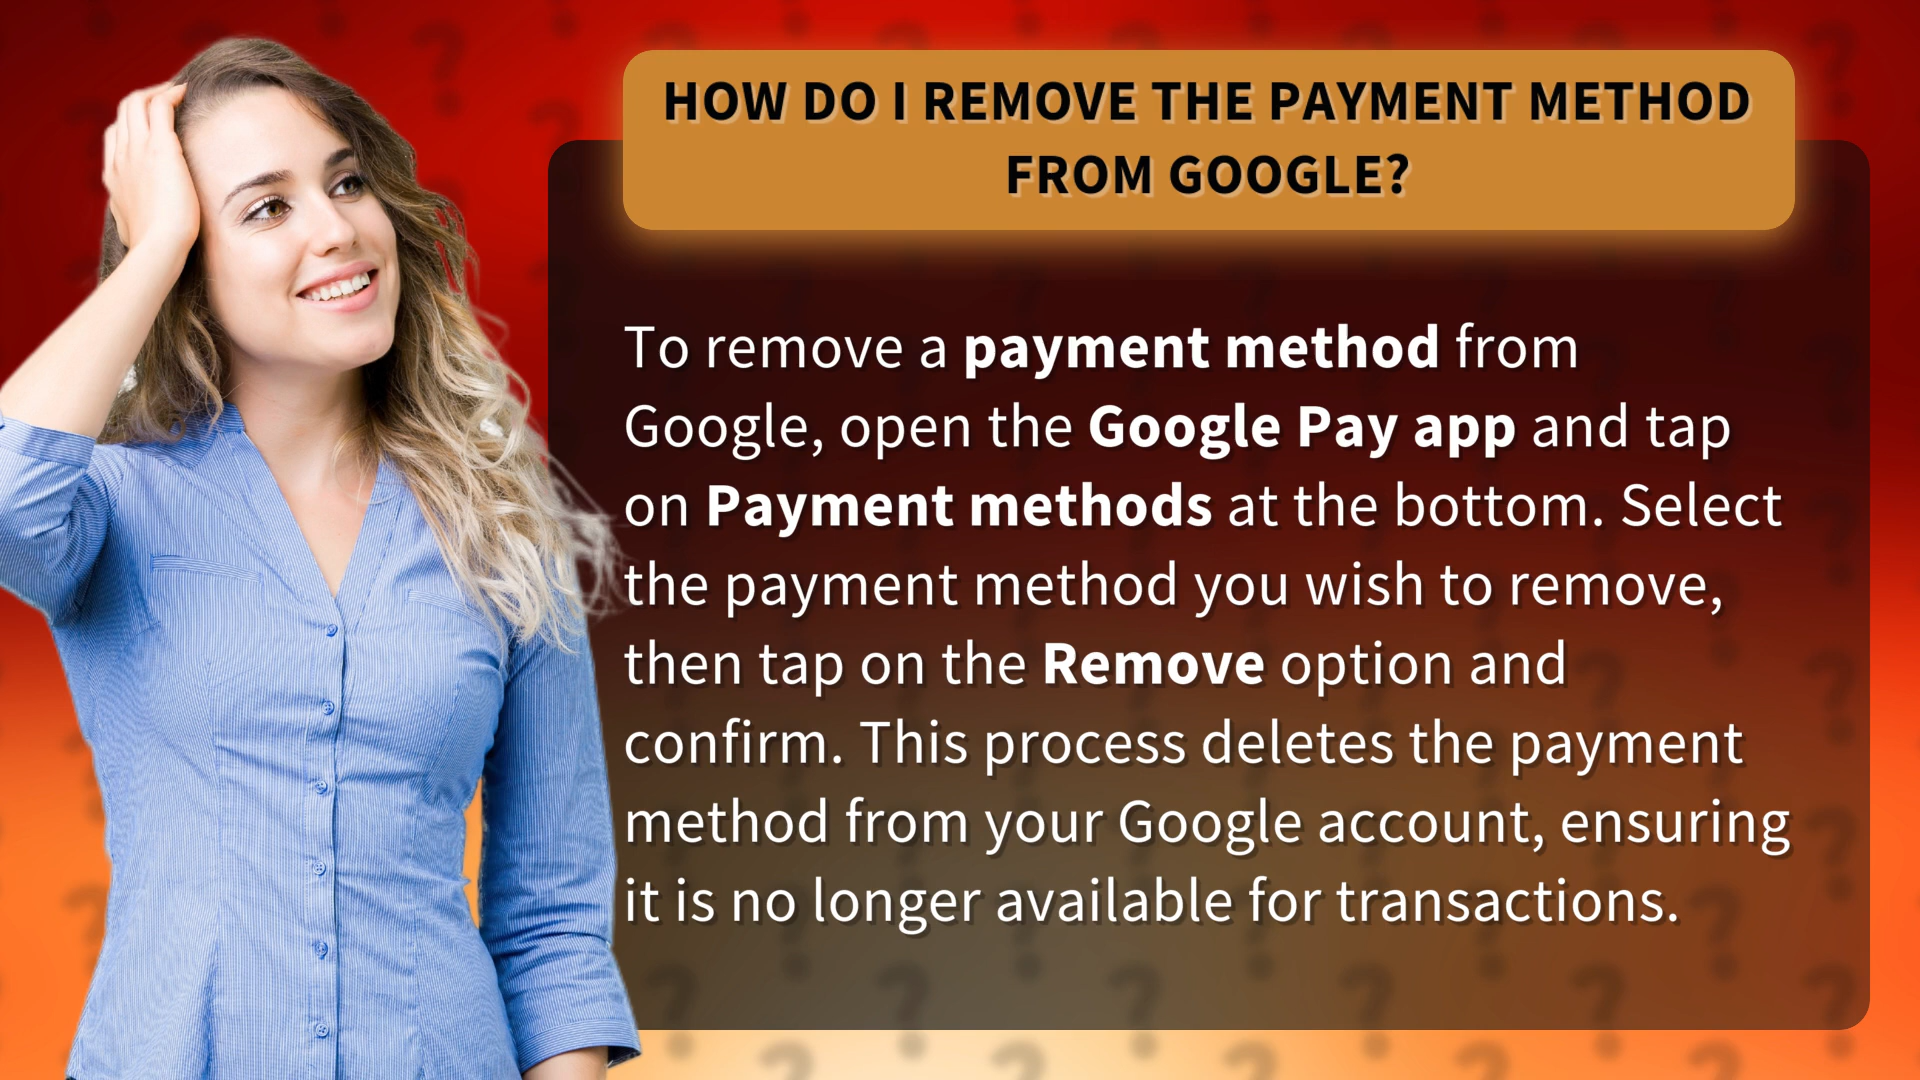 HOW DO I REMOVE THE PAYMENT METHOD
FROM GOOGLE?
To remove a payment method from
Google, open the Google Pay app and tap
on Payment methods at the bottom. Select
the payment method you wish to remove,
then tap on the Remove option and
confirm. This process deletes the payment
method from your Google account, ensuring
it is no longer available for transactions.